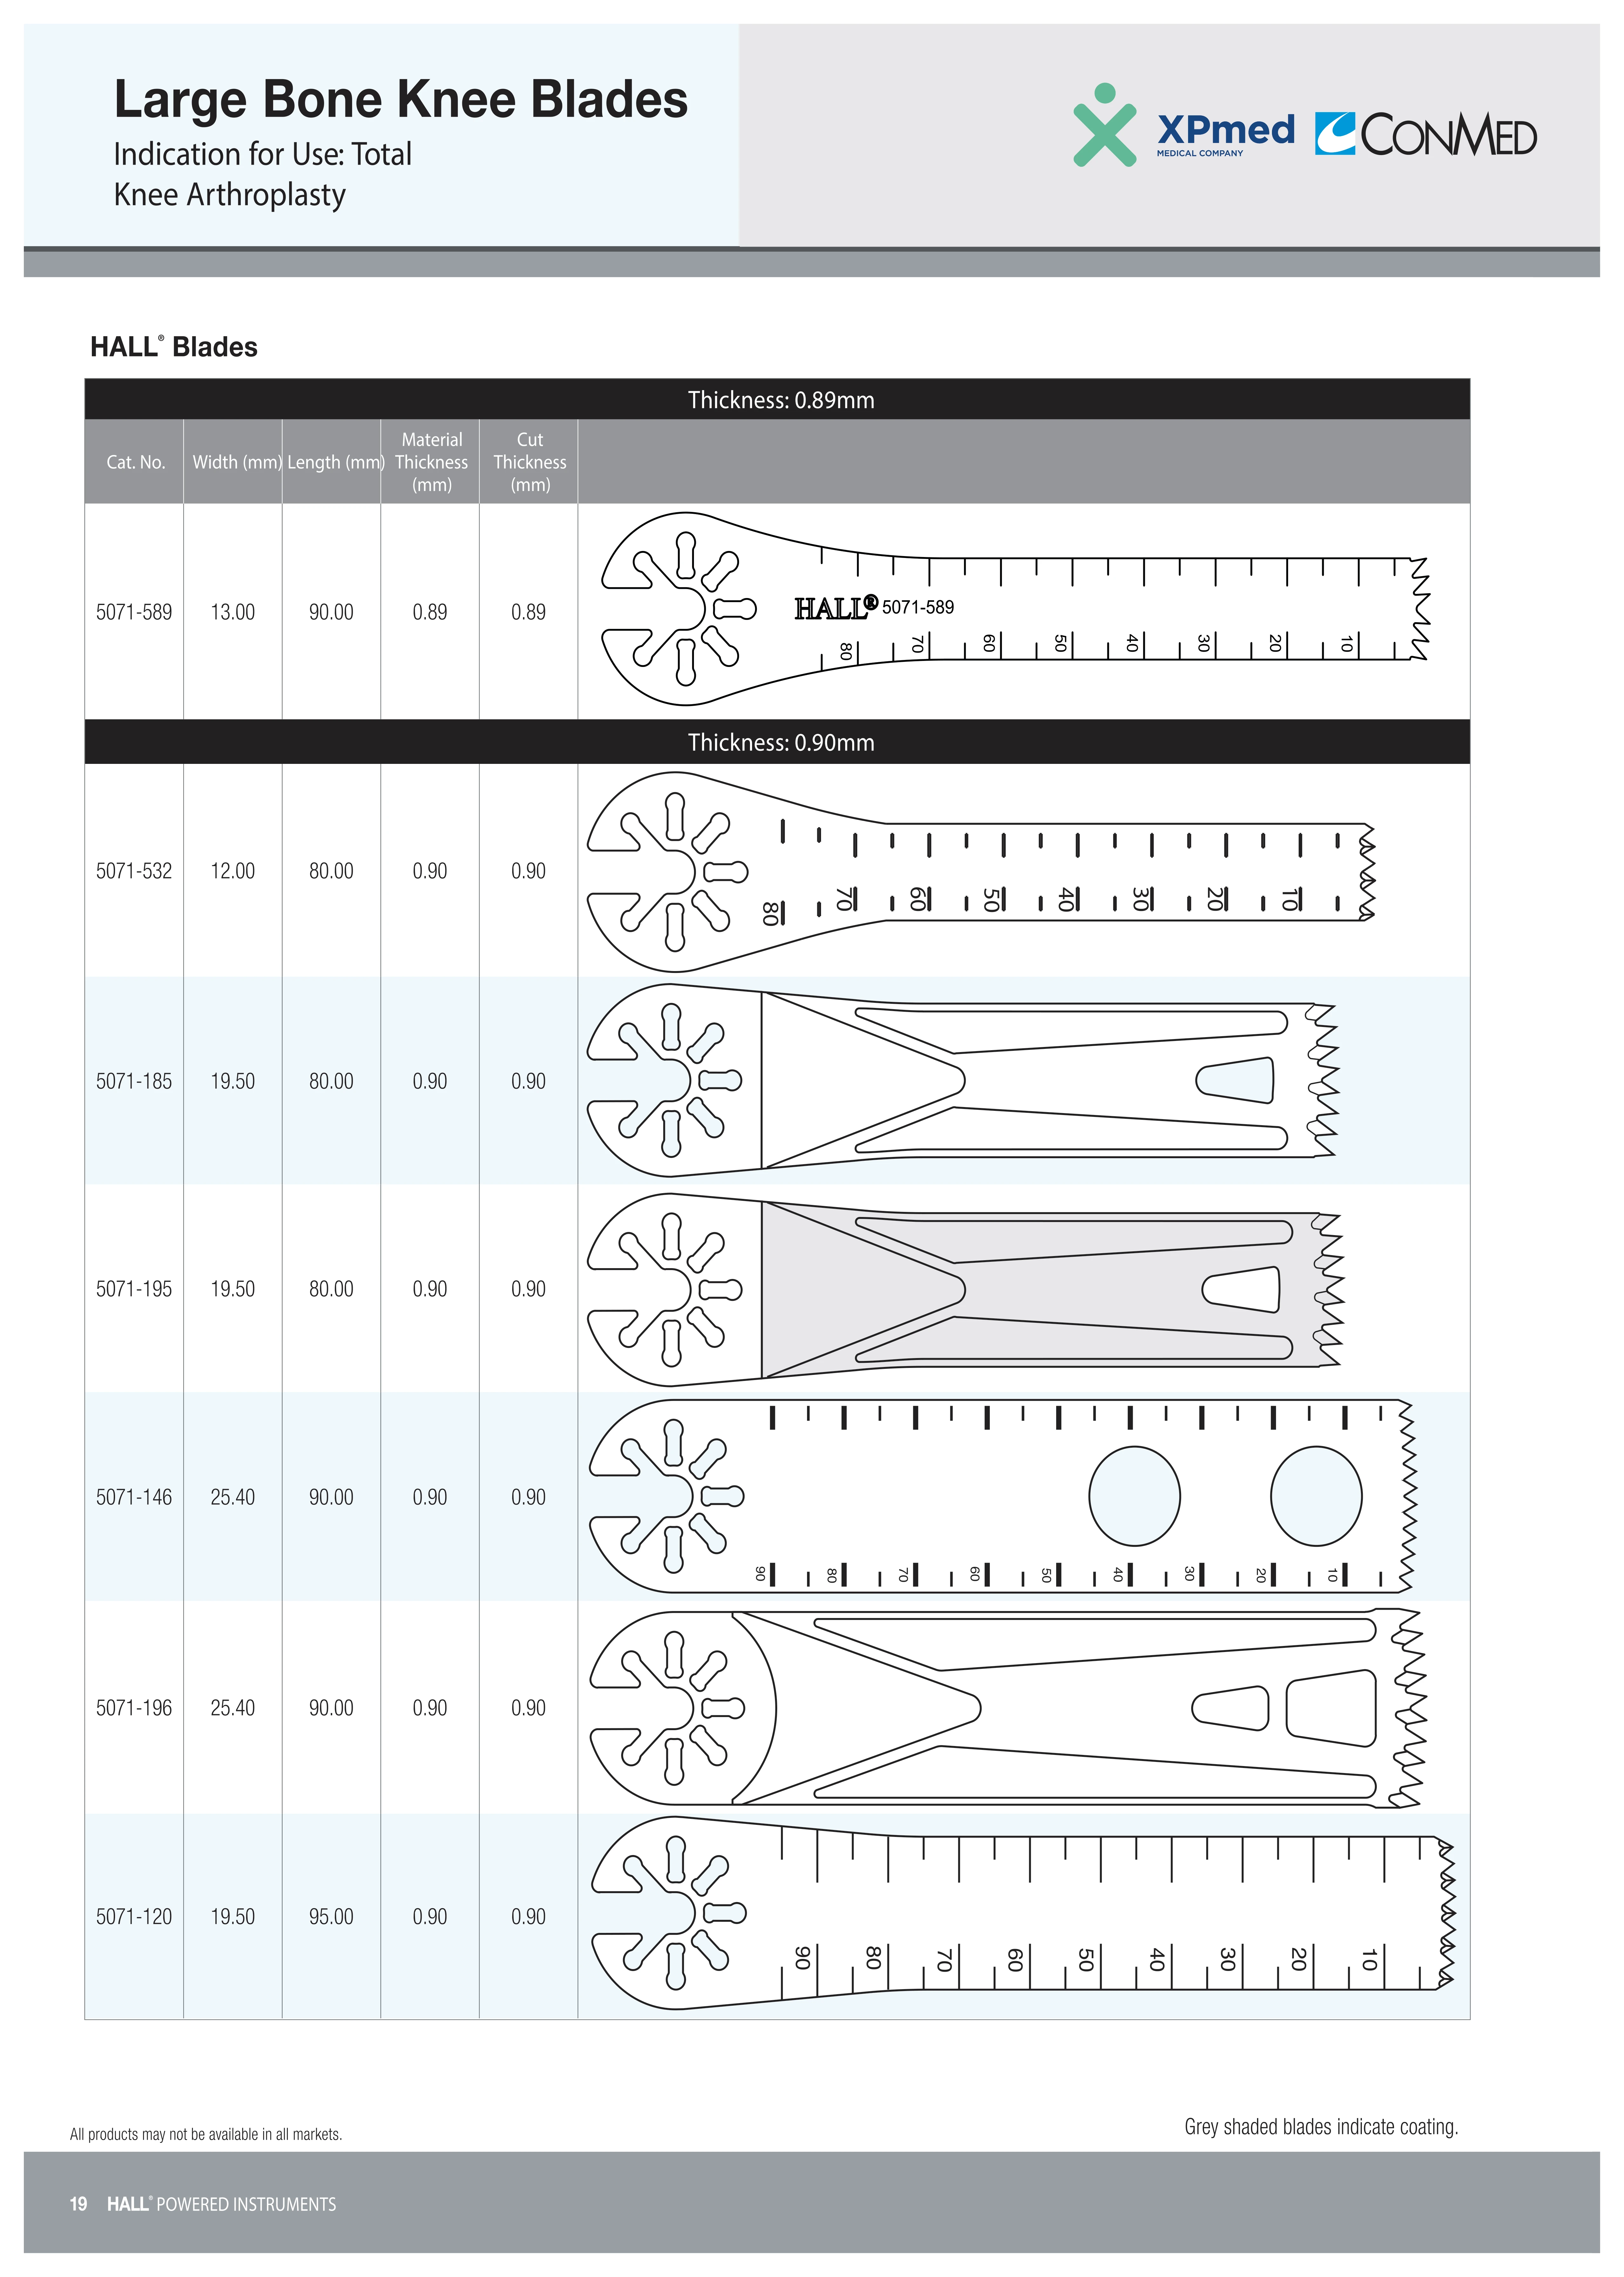 Large Bone Knee Blades
Indication for Use: Total
Knee Arthroplasty
XPmed
MEDICAL COMPANY
CONMED
HALL® Blades
Thickness: 0.89mm
Cat. No. Width (mm) Length (mm) Material Thickness (mm) Cut Thickness (mm)
5071-589 13.00 90.00 0.89 0.89
HALL® 5071-589
80 70 60 50 40 30 20 10
Thickness: 0.90mm
5071-532 12.00 80.00 0.90 0.90
80 70 60 50 40 30 20 10
5071-185 19.50 80.00 0.90 0.90
5071-195 19.50 80.00 0.90 0.90
5071-146 25.40 90.00 0.90 0.90
90 80 70 60 50 40 30 20 10
5071-196 25.40 90.00 0.90 0.90
5071-120 19.50 95.00 0.90 0.90
90 80 70 60 50 40 30 20 10
All products may not be available in all markets.
Grey shaded blades indicate coating.
19 HALL® POWERED INSTRUMENTS